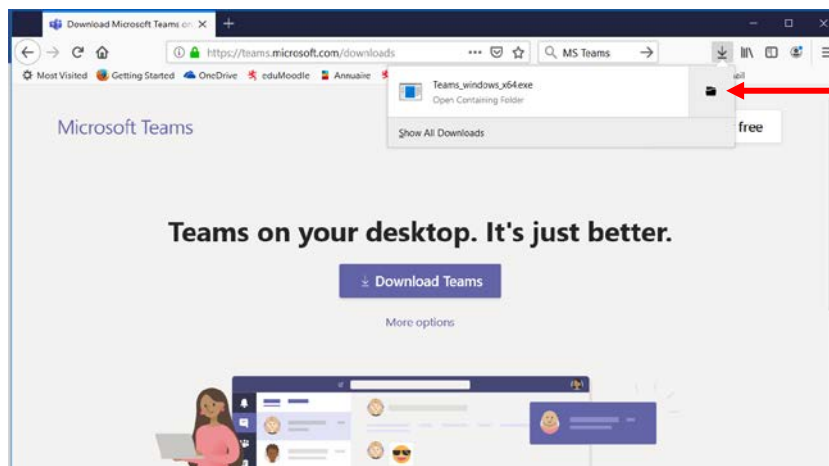 Download Microsoft Teams on
https://teams.microsoft.com/downloads
MS Teams
Most Visited Getting Started OneDrive eduMoodle Annuaire
Teams_windows_x64.exe
Open Containing Folder
Show All Downloads
Microsoft Teams
free
Teams on your desktop. It's just better.
Download Teams
More options